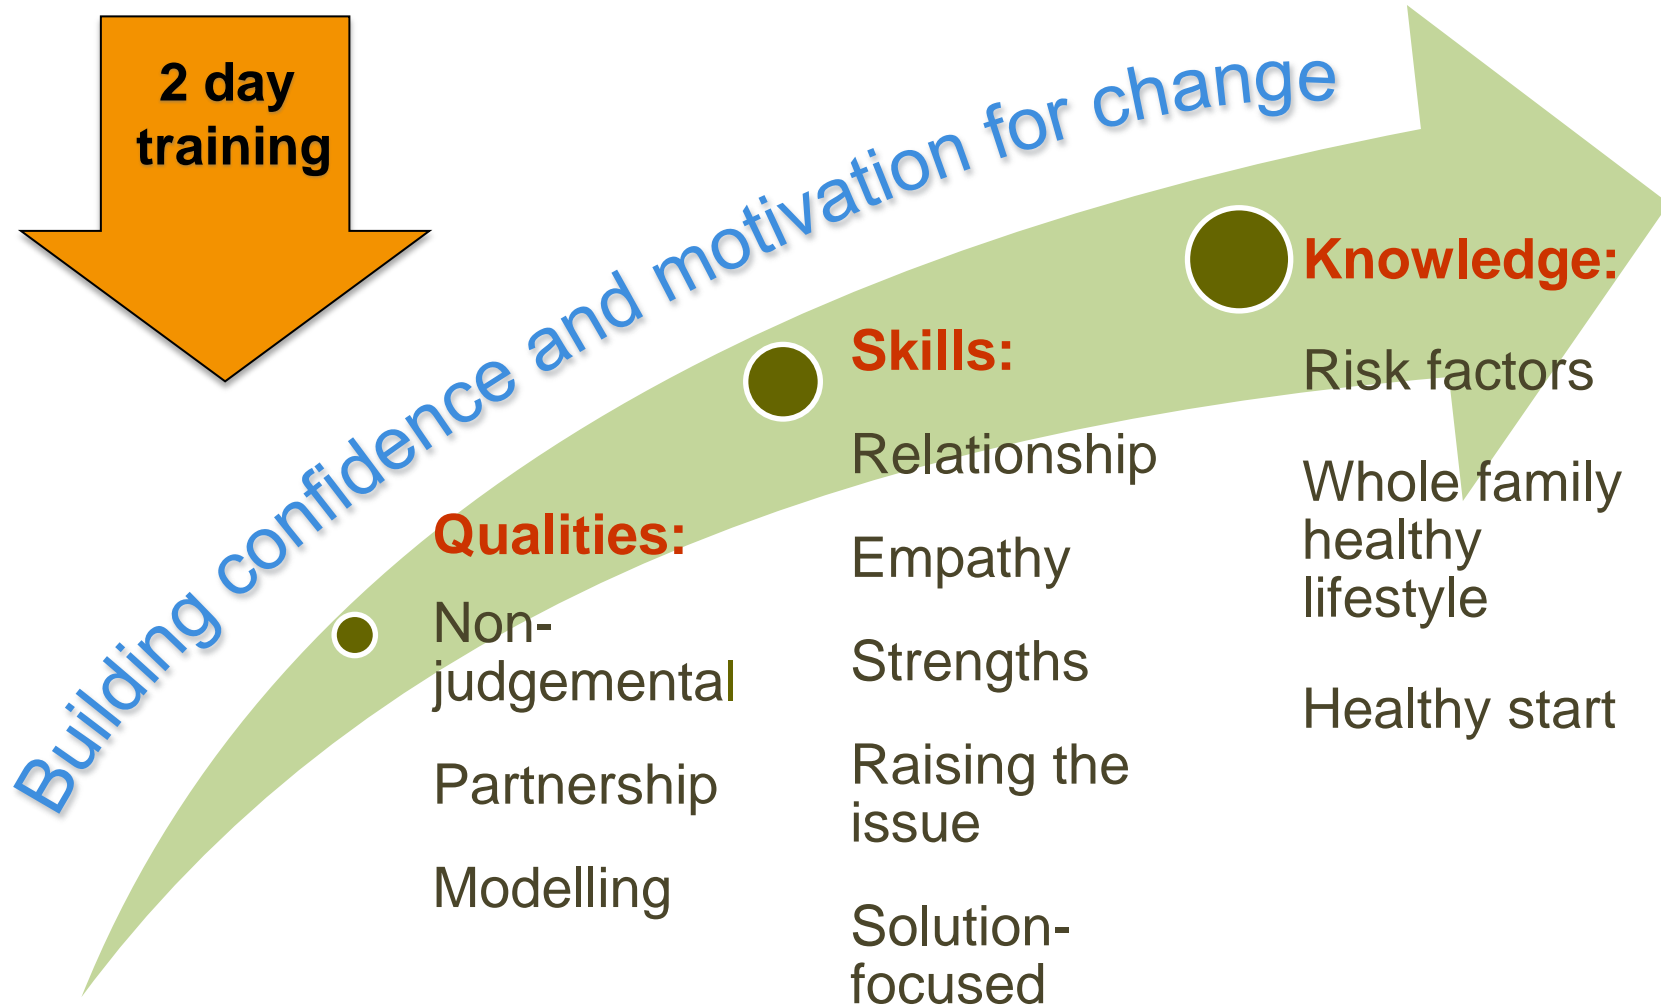 2 day
training
Building confidence and motivation for change
Qualities:
Non-
judgemental
Partnership
Modelling
Skills:
Relationship
Empathy
Strengths
Raising the
issue
Solution-
focused
Knowledge:
Risk factors
Whole family
healthy
lifestyle
Healthy start